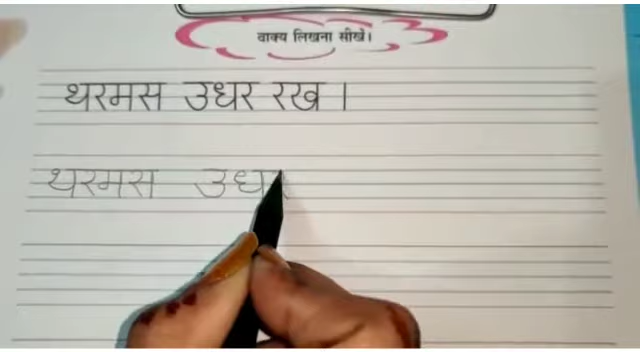 वाक्य लिखना सीखें।
थरमस उधर रख ।
थरमस उधर